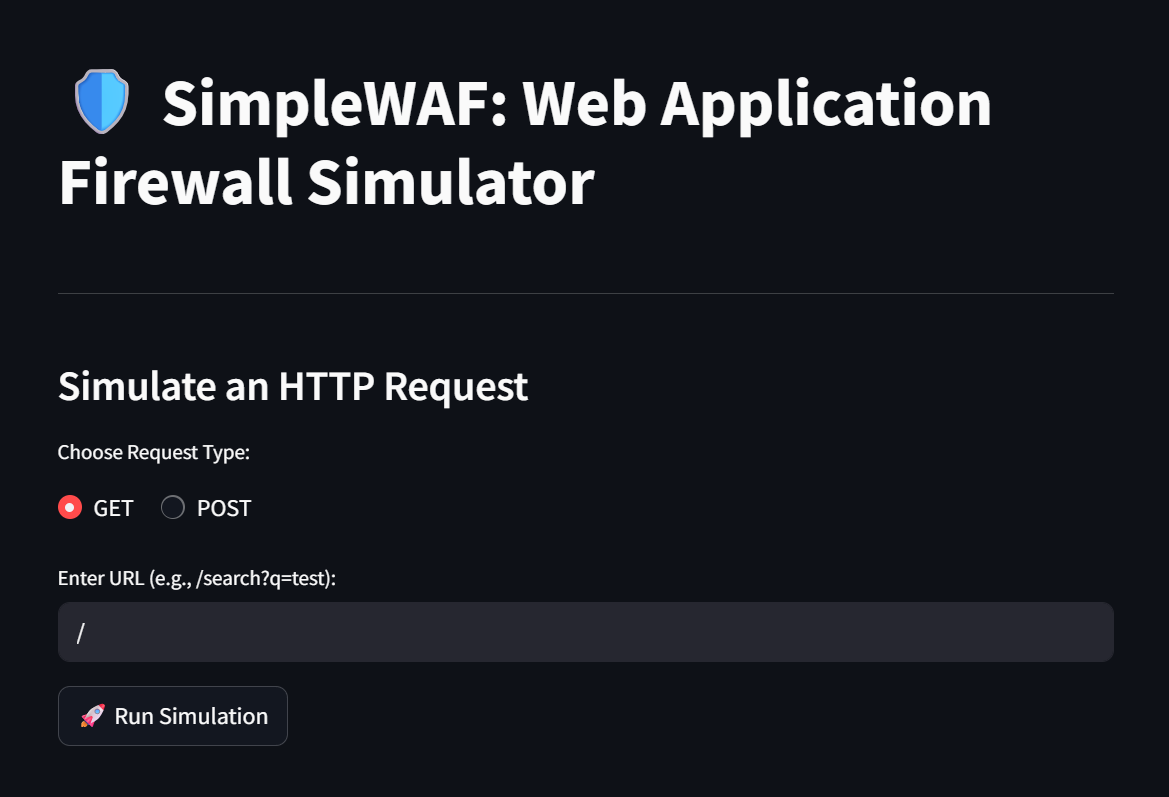 SimpleWAF: Web Application
Firewall Simulator
Simulate an HTTP Request
Choose Request Type:
GET POST
Enter URL (e.g., /search?q=test):
/
Run Simulation